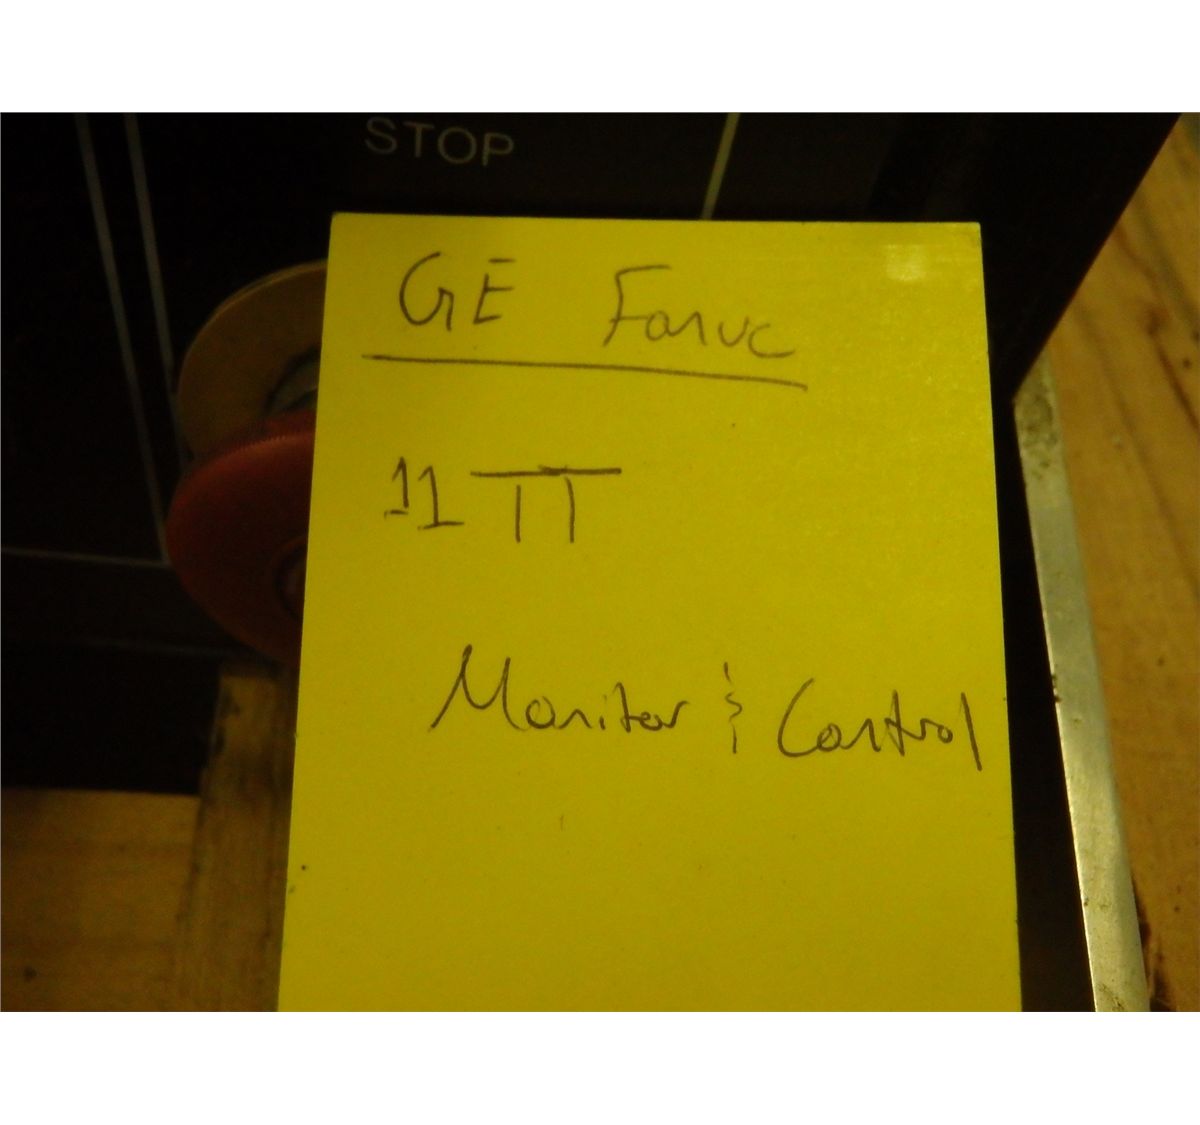 STOP
GE Fanuc
11 TT
Monitor & Control